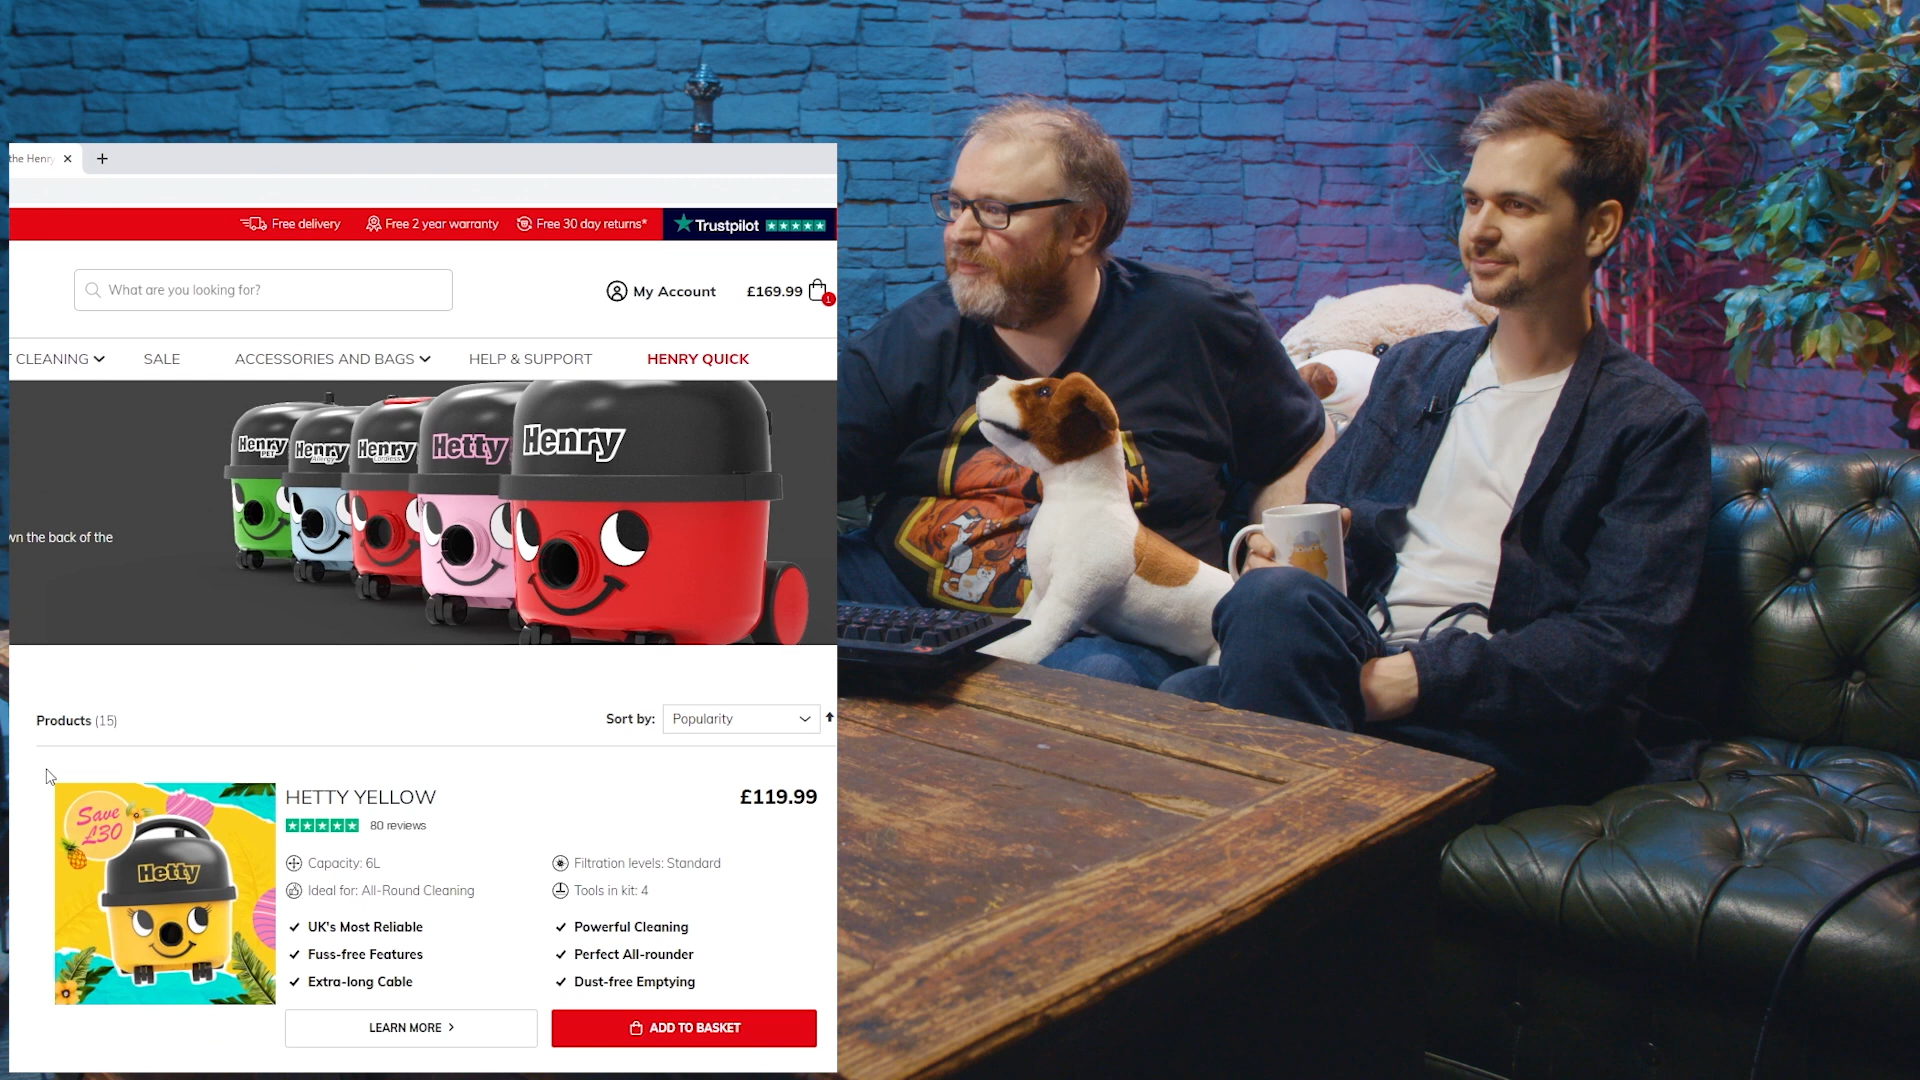 the Henry
Free delivery
Free 2 year warranty
Free 30 day returns*
Trustpilot
What are you looking for?
My Account
£169.99
1
CLEANING
SALE
ACCESSORIES AND BAGS
HELP & SUPPORT
HENRY QUICK
Henry
PET
Henry
Allergy
Henry
Cordless
Hetty
Henry
wn the back of the
Products (15)
Sort by:
Popularity
HETTY YELLOW
£119.99
80 reviews
Save
£30
Hetty
Capacity: 6L
Filtration levels: Standard
Ideal for: All-Round Cleaning
Tools in kit: 4
UK's Most Reliable
Powerful Cleaning
Fuss-free Features
Perfect All-rounder
Extra-long Cable
Dust-free Emptying
LEARN MORE
ADD TO BASKET